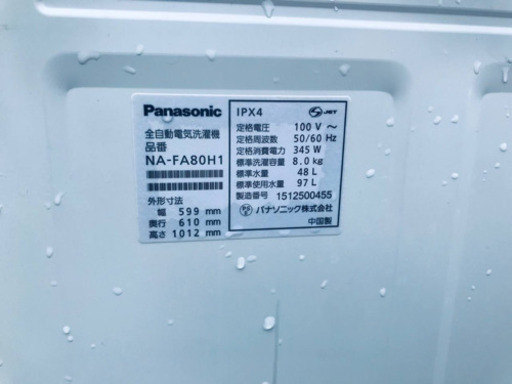 Panasonic
全自動電気洗濯機
品番
NA-FA80H1
外形寸法
幅 599 mm
奥行 610 mm
高さ 1012 mm
IPX4
JET
定格電圧 100 V ～
定格周波数 50/60 Hz
定格消費電力 345 W
標準洗濯容量 8.0 kg
標準水量 48 L
標準使用水量 97 L
製造番号 1512500455
パナソニック株式会社
中国製